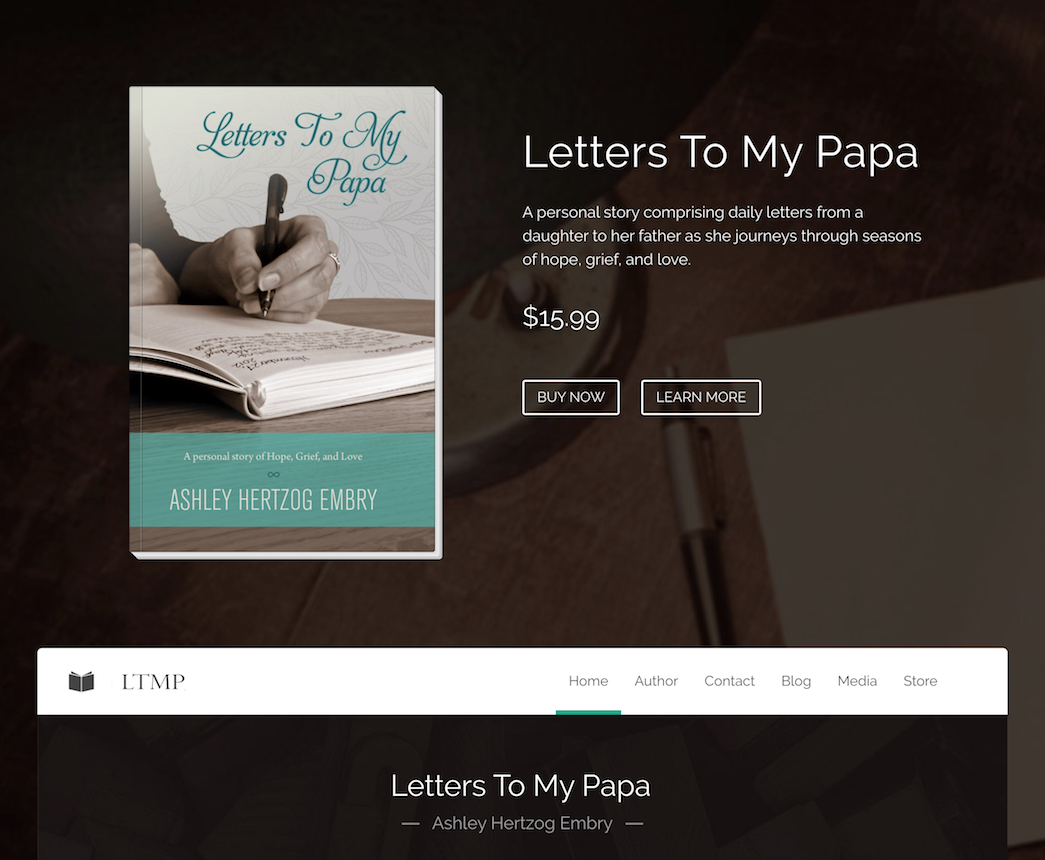 Letters To My
Papa
A personal story of Hope, Grief, and Love
ASHLEY HERTZOG EMBRY
Letters To My Papa
A personal story comprising daily letters from a
daughter to her father as she journeys through seasons
of hope, grief, and love.
$15.99
BUY NOW
LEARN MORE
LTMP
Home
Author
Contact
Blog
Media
Store
Letters To My Papa
Ashley Hertzog Embry